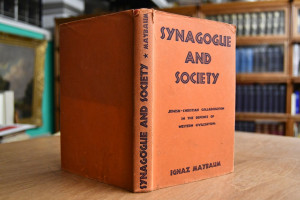 SYNAGOGUE
AND
SOCIETY
JEWISH-CHRISTIAN COLLABORATION
IN THE DEFENCE OF
WESTERN CIVILIZATION
IGNAZ MAYBAUM
SYNAGOGUE AND SOCIETY ★ MAYBAUM